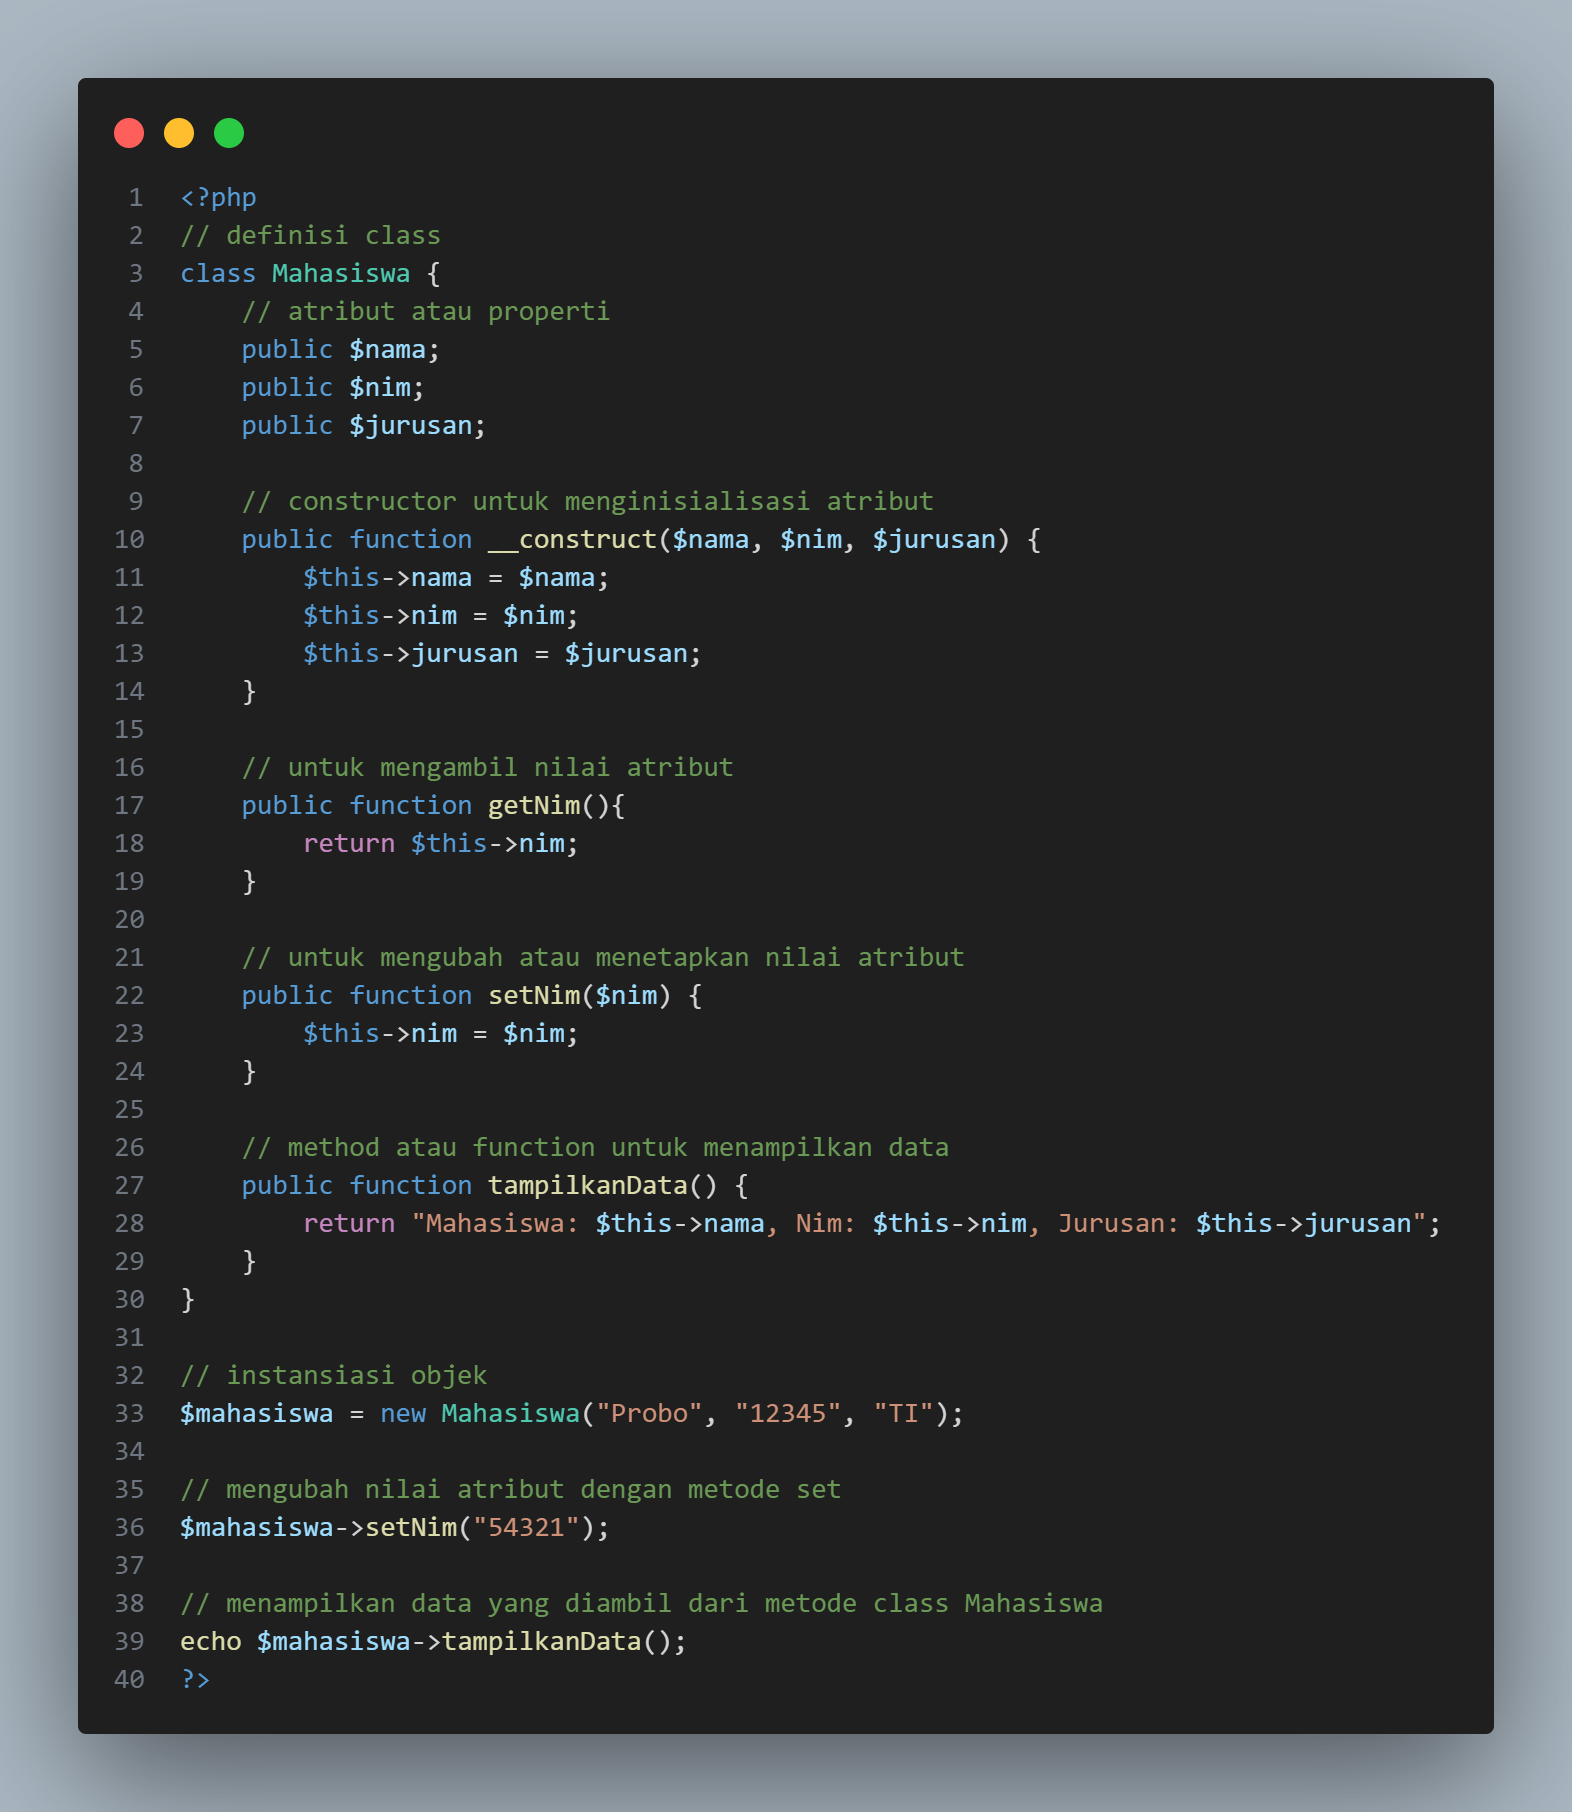 1 <?php
2 // definisi class
3 class Mahasiswa {
4     // atribut atau properti
5     public $nama;
6     public $nim;
7     public $jurusan;
8
9     // constructor untuk menginisialisasi atribut
10     public function __construct($nama, $nim, $jurusan) {
11         $this->nama = $nama;
12         $this->nim = $nim;
13         $this->jurusan = $jurusan;
14     }
15
16     // untuk mengambil nilai atribut
17     public function getNim(){
18         return $this->nim;
19     }
20
21     // untuk mengubah atau menetapkan nilai atribut
22     public function setNim($nim) {
23         $this->nim = $nim;
24     }
25
26     // method atau function untuk menampilkan data
27     public function tampilkanData() {
28         return "Mahasiswa: $this->nama, Nim: $this->nim, Jurusan: $this->jurusan";
29     }
30 }
31
32 // instansiasi objek
33 $mahasiswa = new Mahasiswa("Probo", "12345", "TI");
34
35 // mengubah nilai atribut dengan metode set
36 $mahasiswa->setNim("54321");
37
38 // menampilkan data yang diambil dari metode class Mahasiswa
39 echo $mahasiswa->tampilkanData();
40 ?>